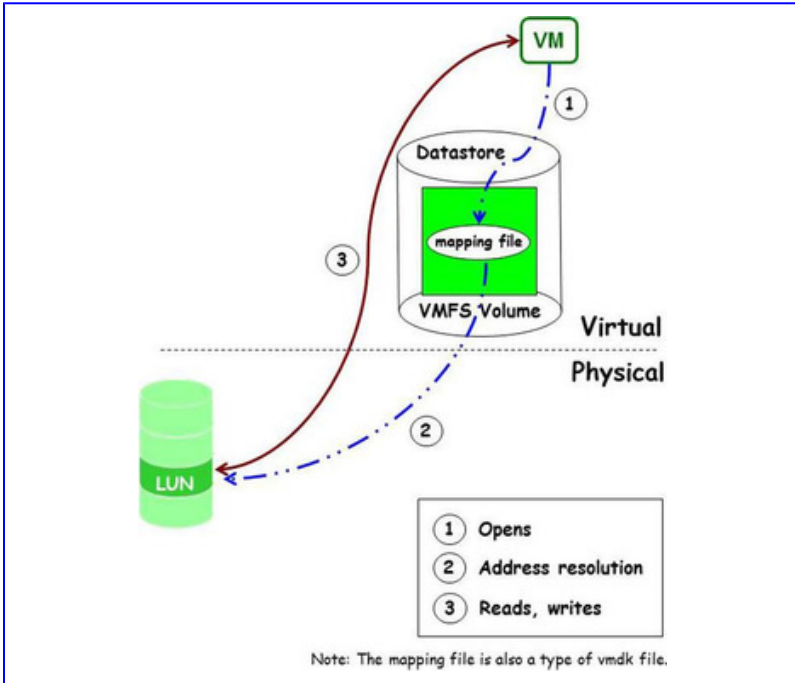 VM
1
Datastore
mapping file
3
VMFS Volume
Virtual
Physical
2
LUN
1 Opens
2 Address resolution
3 Reads, writes
Note: The mapping file is also a type of vmdk file.